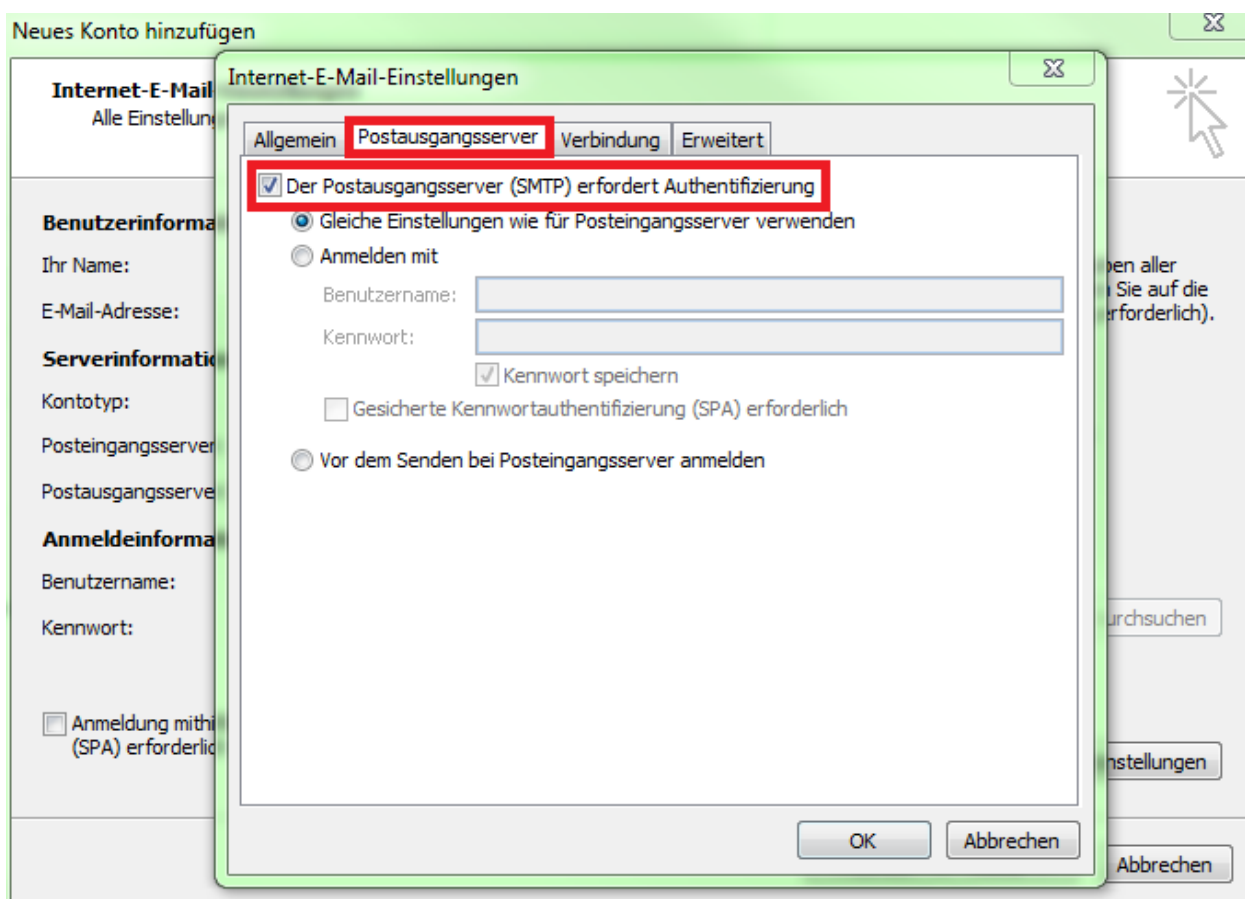 Neues Konto hinzufügen
Internet-E-Mail
Alle Einstellung
Benutzerinforma
Ihr Name:
E-Mail-Adresse:
Serverinformatio
Kontotyp:
Posteingangsserver
Postausgangsserve
Anmeldeinforma
Benutzername:
Kennwort:
Anmeldung mithi
(SPA) erforderlic
Internet-E-Mail-Einstellungen
Allgemein Postausgangsserver Verbindung Erweitert
Der Postausgangsserver (SMTP) erfordert Authentifizierung
Gleiche Einstellungen wie für Posteingangsserver verwenden
Anmelden mit
Benutzername:
Kennwort:
Kennwort speichern
Gesicherte Kennwortauthentifizierung (SPA) erforderlich
Vor dem Senden bei Posteingangsserver anmelden
OK Abbrechen
ben aller
Sie auf die
erforderlich).
urchsuchen
nstellungen
Abbrechen